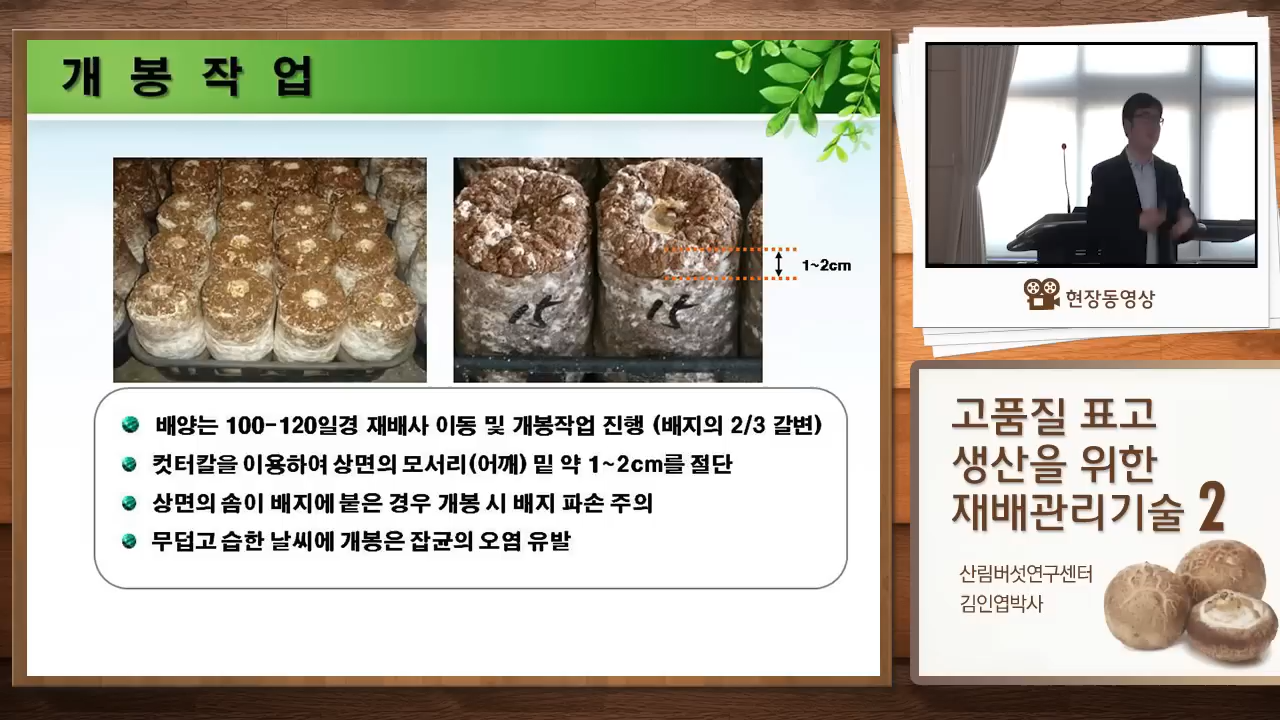 개 봉 작 업
1~2cm
15
15
배양는 100-120일경 재배사 이동 및 개봉작업 진행 (배지의 2/3 갈변)
컷터칼을 이용하여 상면의 모서리(어깨) 밑 약 1~2cm를 절단
상면의 솜이 배지에 붙은 경우 개봉 시 배지 파손 주의
무덥고 습한 날씨에 개봉은 잡균의 오염 유발
현장동영상
고품질 표고
생산을 위한
재배관리기술 2
산림버섯연구센터
김인엽박사